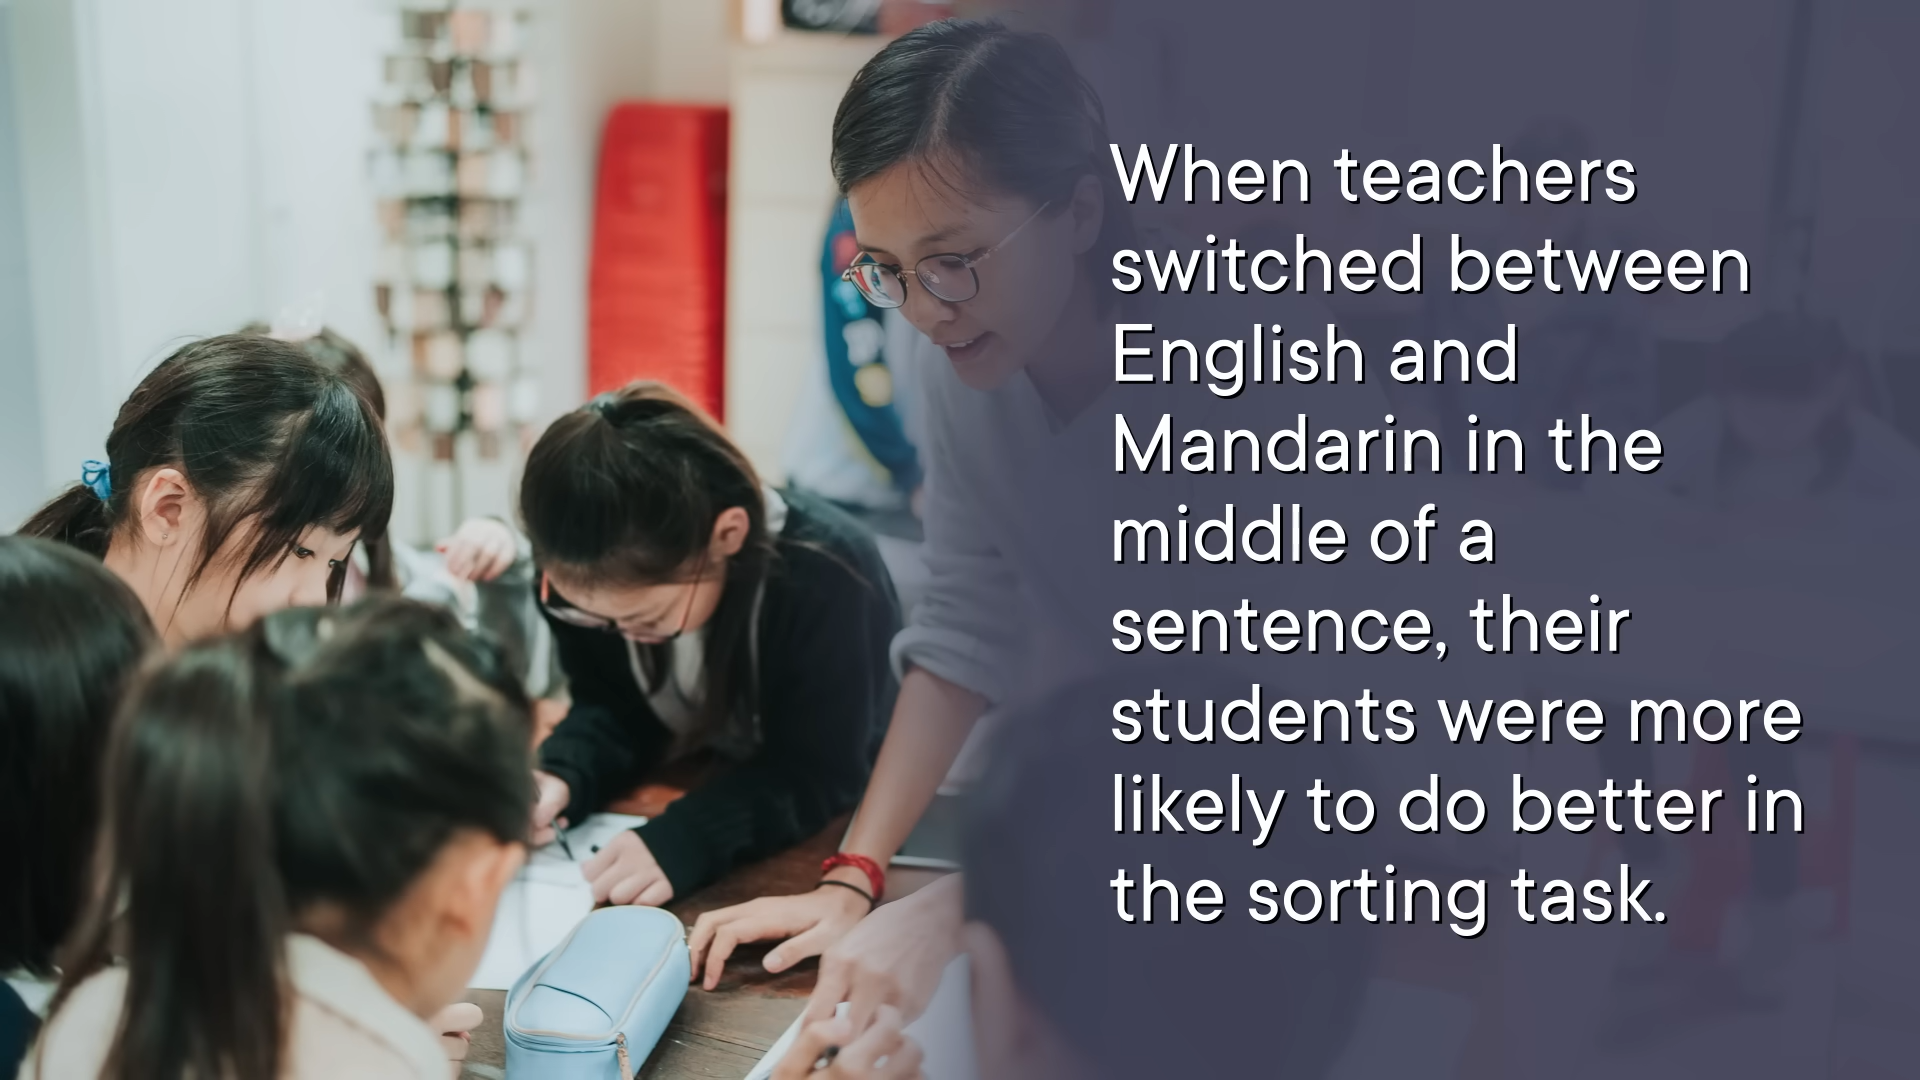 When teachers
switched between
English and
Mandarin in the
middle of a
sentence, their
students were more
likely to do better in
the sorting task.